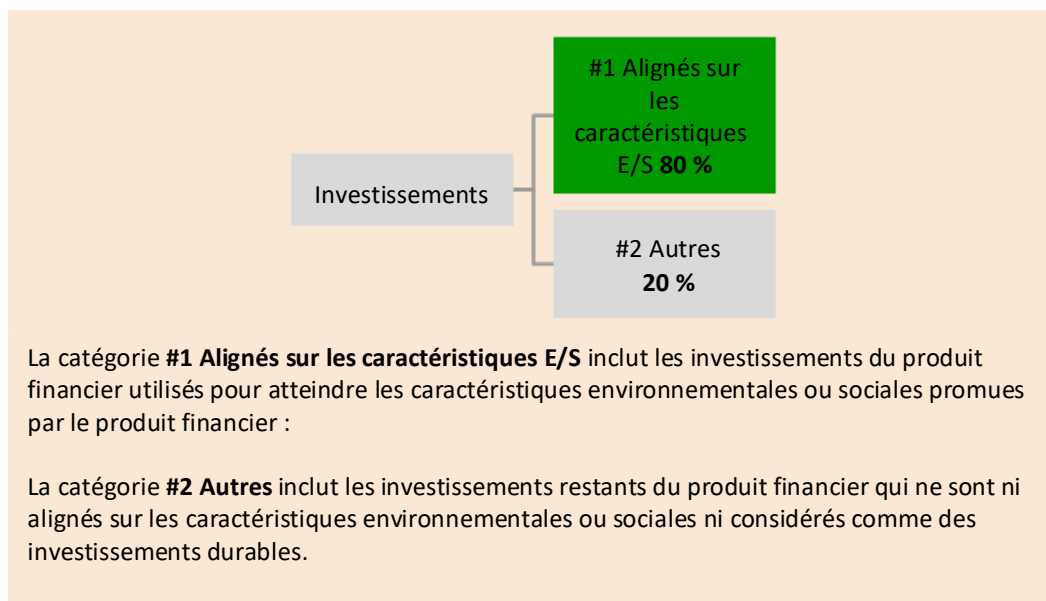 #1 Alignés sur
les
caractéristiques
E/S 80 %
Investissements
#2 Autres
20 %
La catégorie #1 Alignés sur les caractéristiques E/S inclut les investissements du produit
financier utilisés pour atteindre les caractéristiques environnementales ou sociales promues
par le produit financier :
La catégorie #2 Autres inclut les investissements restants du produit financier qui ne sont ni
alignés sur les caractéristiques environnementales ou sociales ni considérés comme des
investissements durables.